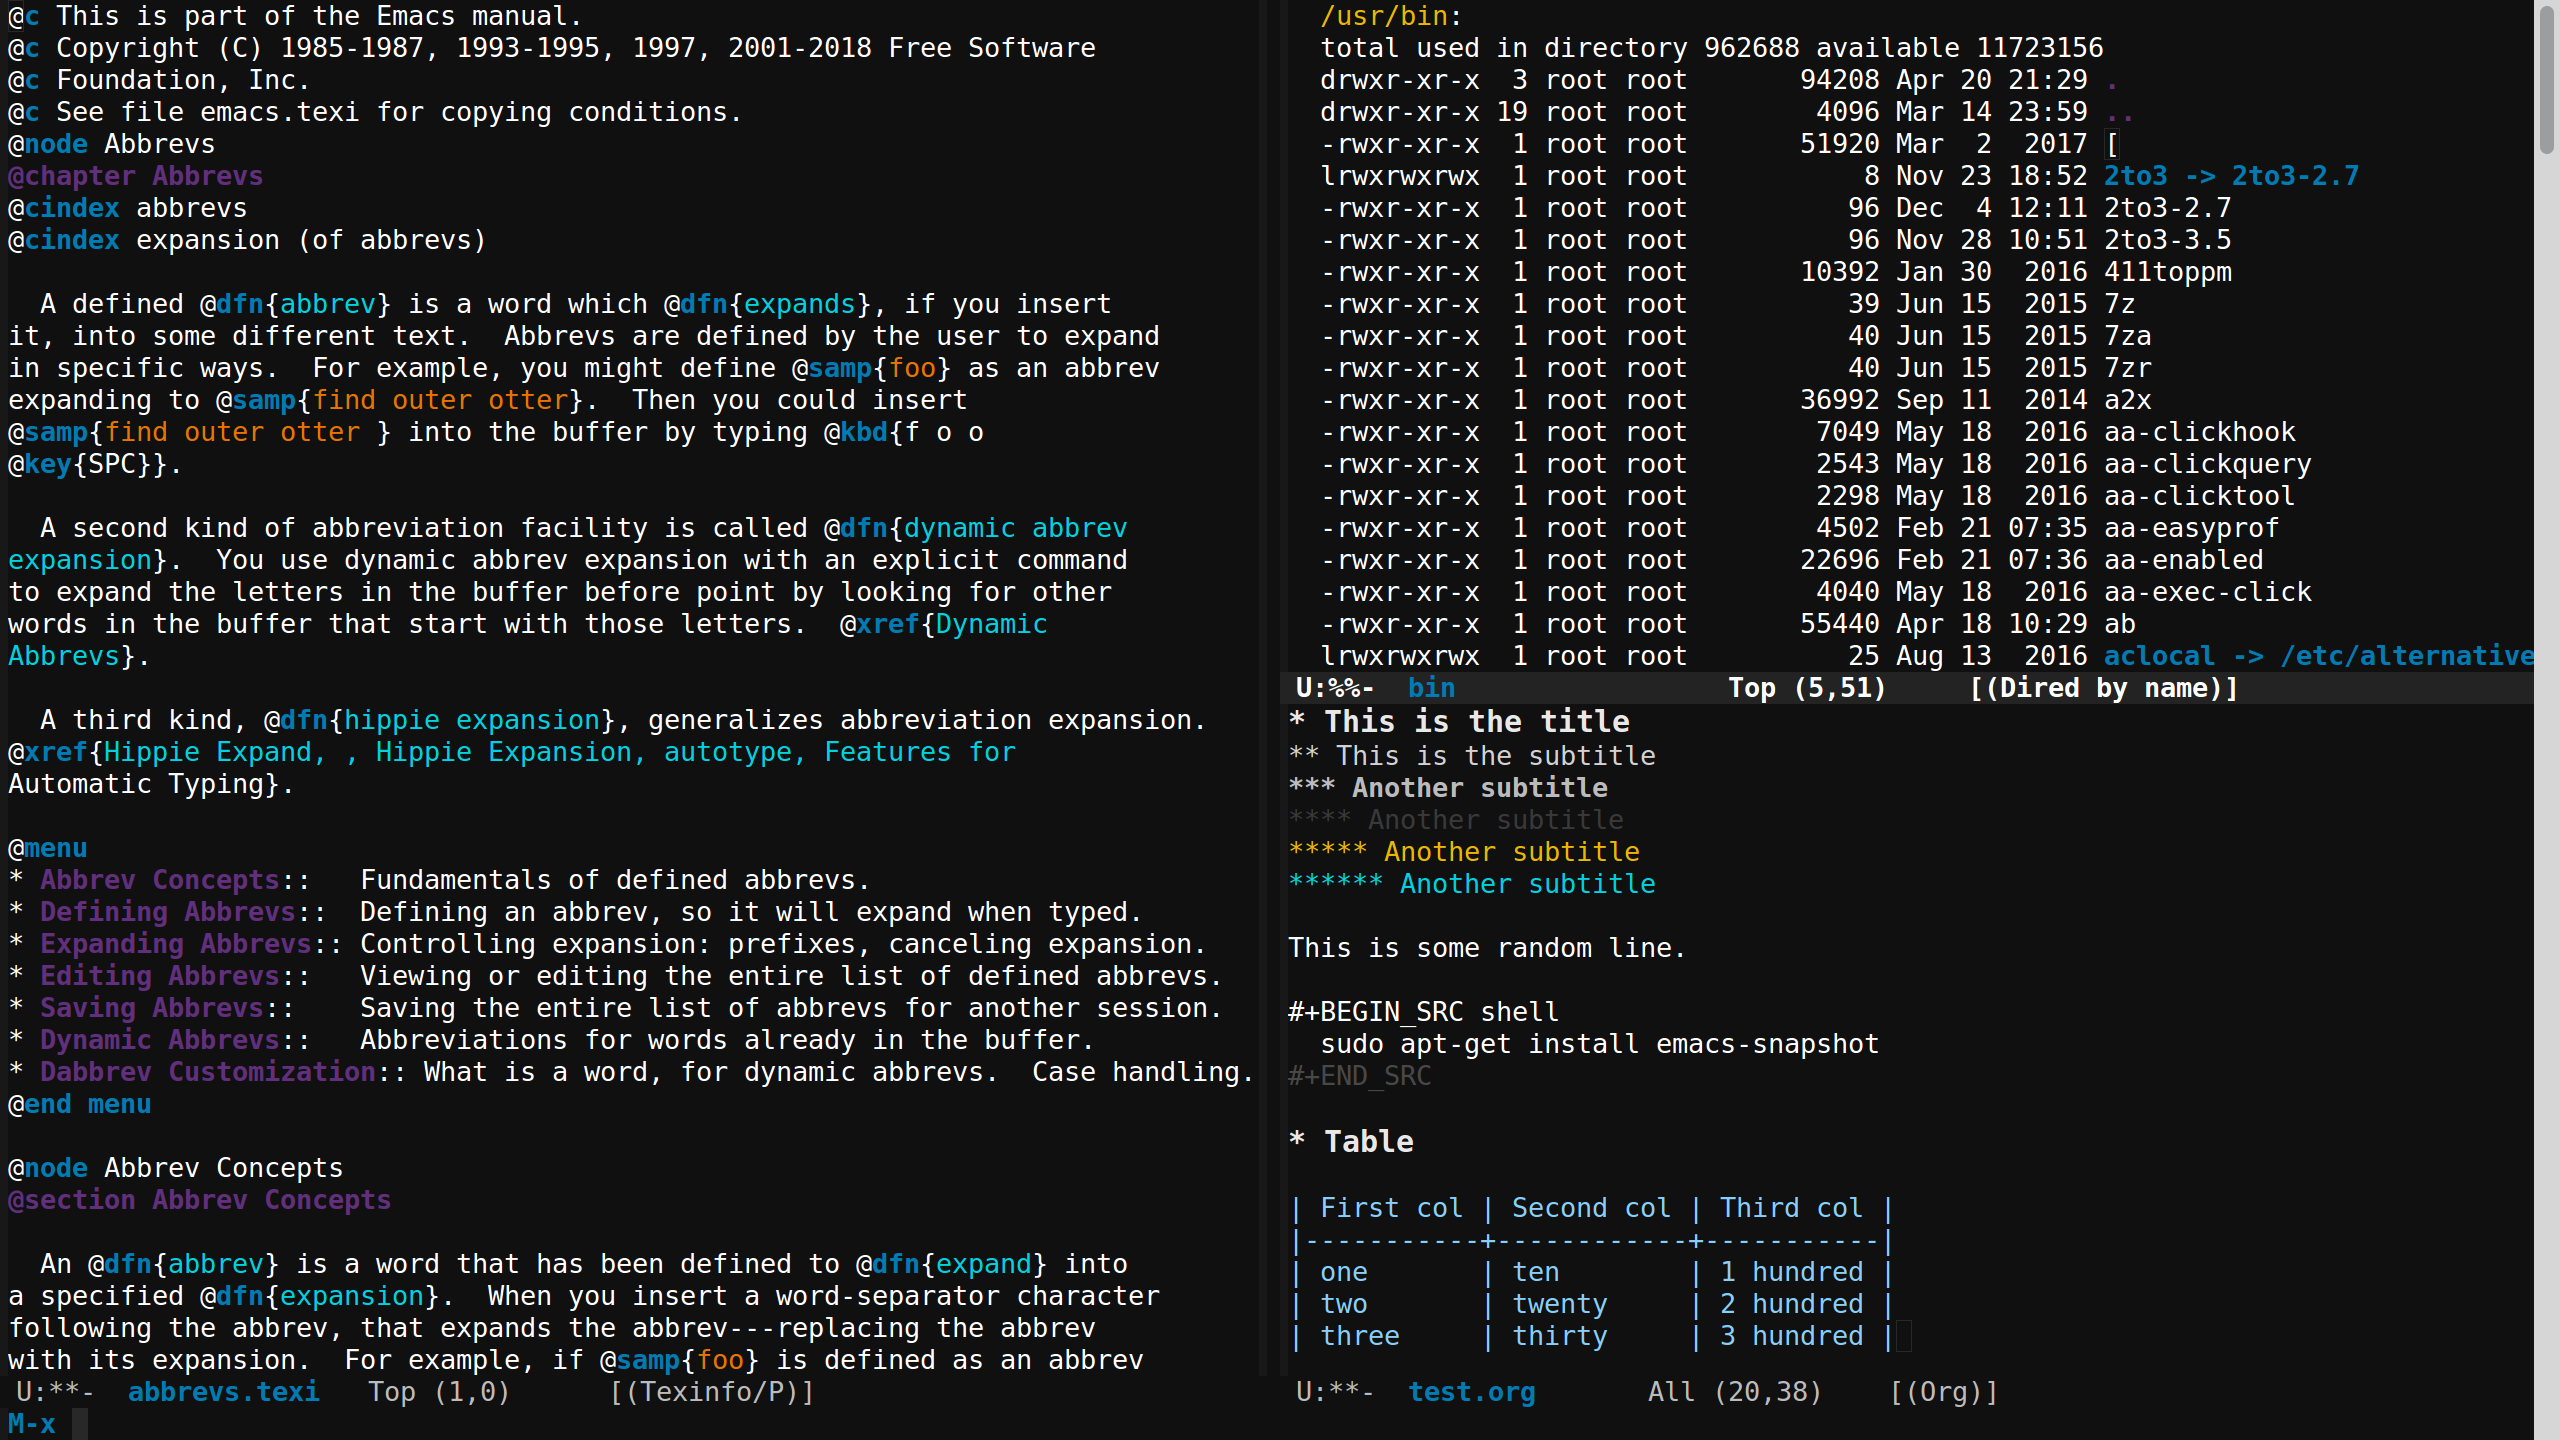 @c This is part of the Emacs manual.
@c Copyright (C) 1985-1987, 1993-1995, 1997, 2001-2018 Free Software
@c Foundation, Inc.
@c See file emacs.texi for copying conditions.
@node Abbrevs
@chapter Abbrevs
@cindex abbrevs
@cindex expansion (of abbrevs)

  A defined @dfn{abbrev} is a word which @dfn{expands}, if you insert
it, into some different text.  Abbrevs are defined by the user to expand
in specific ways.  For example, you might define @samp{foo} as an abbrev
expanding to @samp{find outer otter}.  Then you could insert
@samp{find outer otter } into the buffer by typing @kbd{f o o
@key{SPC}}.

  A second kind of abbreviation facility is called @dfn{dynamic abbrev
expansion}.  You use dynamic abbrev expansion with an explicit command
to expand the letters in the buffer before point by looking for other
words in the buffer that start with those letters.  @xref{Dynamic
Abbrevs}.

  A third kind, @dfn{hippie expansion}, generalizes abbreviation expansion.
@xref{Hippie Expand, , Hippie Expansion, autotype, Features for
Automatic Typing}.

@menu
* Abbrev Concepts::   Fundamentals of defined abbrevs.
* Defining Abbrevs::  Defining an abbrev, so it will expand when typed.
* Expanding Abbrevs:: Controlling expansion: prefixes, canceling expansion.
* Editing Abbrevs::   Viewing or editing the entire list of defined abbrevs.
* Saving Abbrevs::    Saving the entire list of abbrevs for another session.
* Dynamic Abbrevs::   Abbreviations for words already in the buffer.
* Dabbrev Customization:: What is a word, for dynamic abbrevs.  Case handling.
@end menu

@node Abbrev Concepts
@section Abbrev Concepts

  An @dfn{abbrev} is a word that has been defined to @dfn{expand} into
a specified @dfn{expansion}.  When you insert a word-separator character
following the abbrev, that expands the abbrev---replacing the abbrev
with its expansion.  For example, if @samp{foo} is defined as an abbrev
U:**-  abbrevs.texi   Top (1,0)      [(Texinfo/P)]
/usr/bin:
total used in directory 962688 available 11723156
drwxr-xr-x  3 root root       94208 Apr 20 21:29 .
drwxr-xr-x 19 root root        4096 Mar 14 23:59 ..
-rwxr-xr-x  1 root root       51920 Mar  2  2017 [
lrwxrwxrwx  1 root root           8 Nov 23 18:52 2to3 -> 2to3-2.7
-rwxr-xr-x  1 root root          96 Dec  4 12:11 2to3-2.7
-rwxr-xr-x  1 root root          96 Nov 28 10:51 2to3-3.5
-rwxr-xr-x  1 root root       10392 Jan 30  2016 411toppm
-rwxr-xr-x  1 root root          39 Jun 15  2015 7z
-rwxr-xr-x  1 root root          40 Jun 15  2015 7za
-rwxr-xr-x  1 root root          40 Jun 15  2015 7zr
-rwxr-xr-x  1 root root       36992 Sep 11  2014 a2x
-rwxr-xr-x  1 root root        7049 May 18  2016 aa-clickhook
-rwxr-xr-x  1 root root        2543 May 18  2016 aa-clickquery
-rwxr-xr-x  1 root root        2298 May 18  2016 aa-clicktool
-rwxr-xr-x  1 root root        4502 Feb 21 07:35 aa-easyprof
-rwxr-xr-x  1 root root       22696 Feb 21 07:36 aa-enabled
-rwxr-xr-x  1 root root        4040 May 18  2016 aa-exec-click
-rwxr-xr-x  1 root root       55440 Apr 18 10:29 ab
lrwxrwxrwx  1 root root          25 Aug 13  2016 aclocal -> /etc/alternative
U:%%-  bin                 Top (5,51)     [(Dired by name)]
* This is the title
** This is the subtitle
*** Another subtitle
**** Another subtitle
***** Another subtitle
****** Another subtitle

This is some random line.

#+BEGIN_SRC shell
  sudo apt-get install emacs-snapshot
#+END_SRC

* Table

| First col | Second col | Third col |
|-----------+------------+-----------|
| one       | ten        | 1 hundred |
| two       | twenty     | 2 hundred |
| three     | thirty     | 3 hundred |
U:**-  test.org       All (20,38)    [(Org)]
M-x